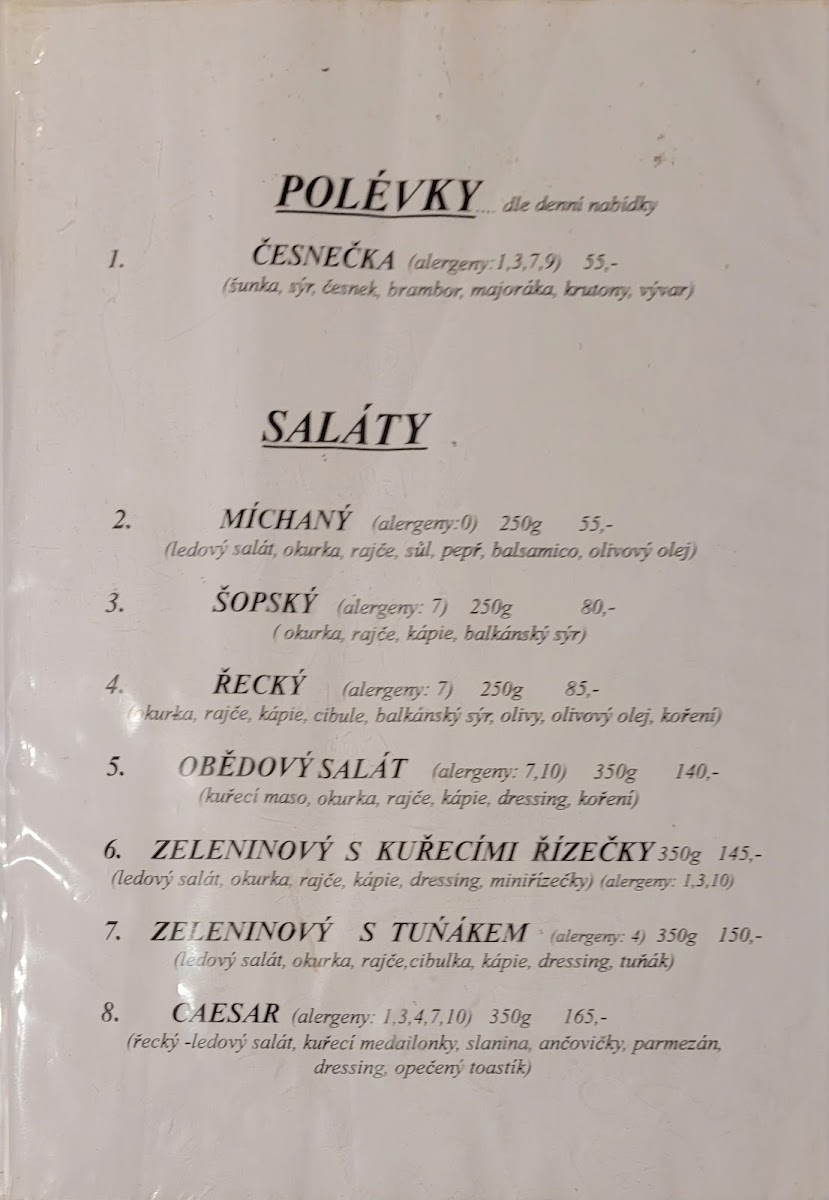 POLÉVKY.... dle denní nabídky
1. ČESNEČKA (alergeny:1,3,7,9) 55,-
(šunka, sýr, česnek, brambor, majoráka, krutony, vývar)
SALÁTY
2. MÍCHANÝ (alergeny:0) 250g 55,-
(ledový salát, okurka, rajče, sůl, pepř, balsamico, olivový olej)
3. ŠOPSKÝ (alergeny: 7) 250g 80,-
( okurka, rajče, kápie, balkánský sýr)
4. ŘECKÝ (alergeny: 7) 250g 85,-
(okurka, rajče, kápie, cibule, balkánský sýr, olivy, olivový olej, koření)
5. OBĚDOVÝ SALÁT (alergeny: 7,10) 350g 140,-
(kuřecí maso, okurka, rajče, kápie, dressing, koření)
6. ZELENINOVÝ S KUŘECÍMI ŘÍZEČKY 350g 145,-
(ledový salát, okurka, rajče, kápie, dressing, miniřízečky) (alergeny: 1,3,10)
7. ZELENINOVÝ S TUŃÁKEM (alergeny: 4) 350g 150,-
(ledový salát, okurka, rajče,cibulka, kápie, dressing, tuńák)
8. CAESAR (alergeny: 1,3,4,7,10) 350g 165,-
(řecký -ledový salát, kuřecí medailonky, slanina, ančovičky, parmezán,
dressing, opečený toastík)